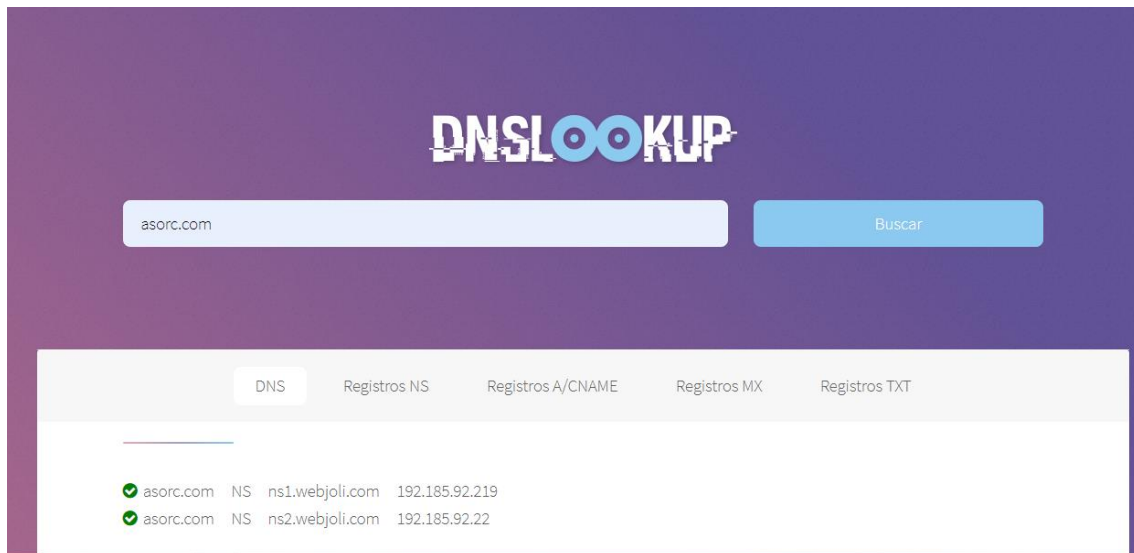 DNSLOOKUP
asorc.com Buscar
DNS Registros NS Registros A/CNAME Registros MX Registros TXT
asorc.com NS ns1.webjoli.com 192.185.92.219
asorc.com NS ns2.webjoli.com 192.185.92.22